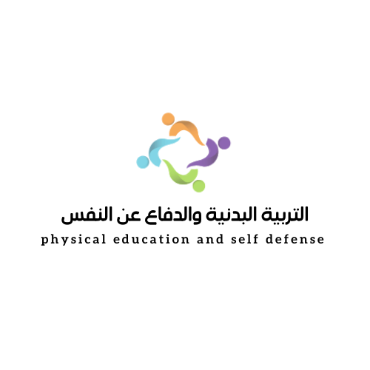 التربية البدنية والدفاع عن النفس
physical education and self defense